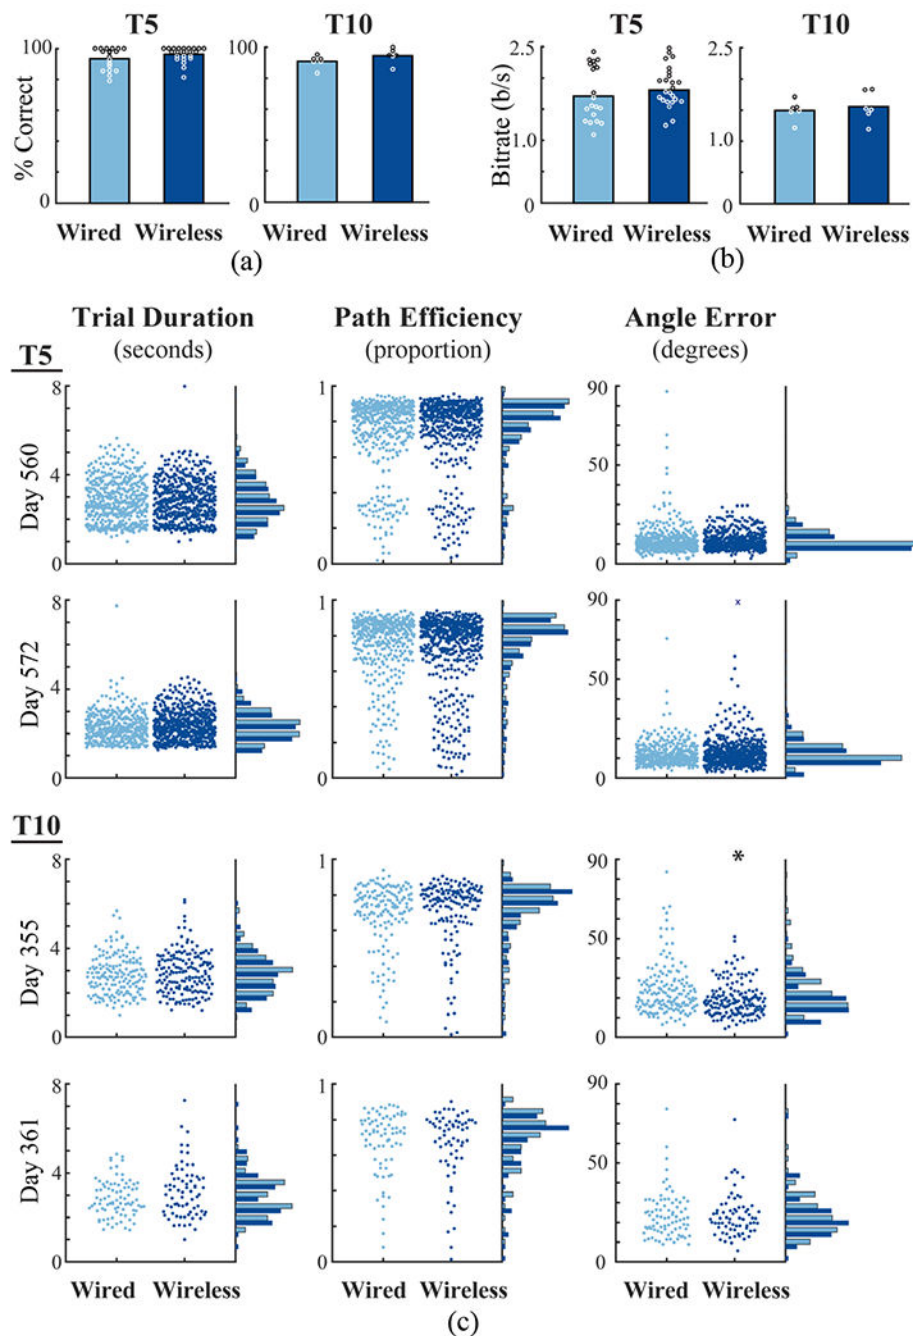 T5 T10 T5 T10
% Correct
100
0
100
0
Wired Wireless Wired Wireless
(a)
Bitrate (b/s)
2.5
1.0
0
2.5
1.0
0
Wired Wireless Wired Wireless
(b)
Trial Duration Path Efficiency Angle Error
(seconds) (proportion) (degrees)
T5
Day 560
8
4
0
1
0
90
50
0
Day 572
8
4
0
1
0
90
50
0
T10
Day 355
8
4
0
1
0
90
*
50
0
Day 361
8
4
0
1
0
90
50
0
Wired Wireless Wired Wireless Wired Wireless
(c)